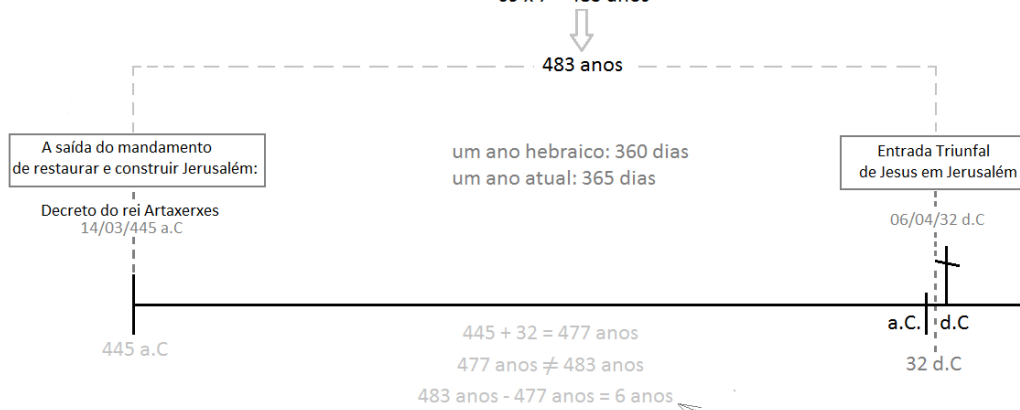 483 anos
A saída do mandamento
de restaurar e construir Jerusalém:
Decreto do rei Artaxerxes
14/03/445 a.C
um ano hebraico: 360 dias
um ano atual: 365 dias
Entrada Triunfal
de Jesus em Jerusalém
06/04/32 d.C
a.C. d.C
445 a.C
32 d.C
445 + 32 = 477 anos
477 anos ≠ 483 anos
483 anos - 477 anos = 6 anos